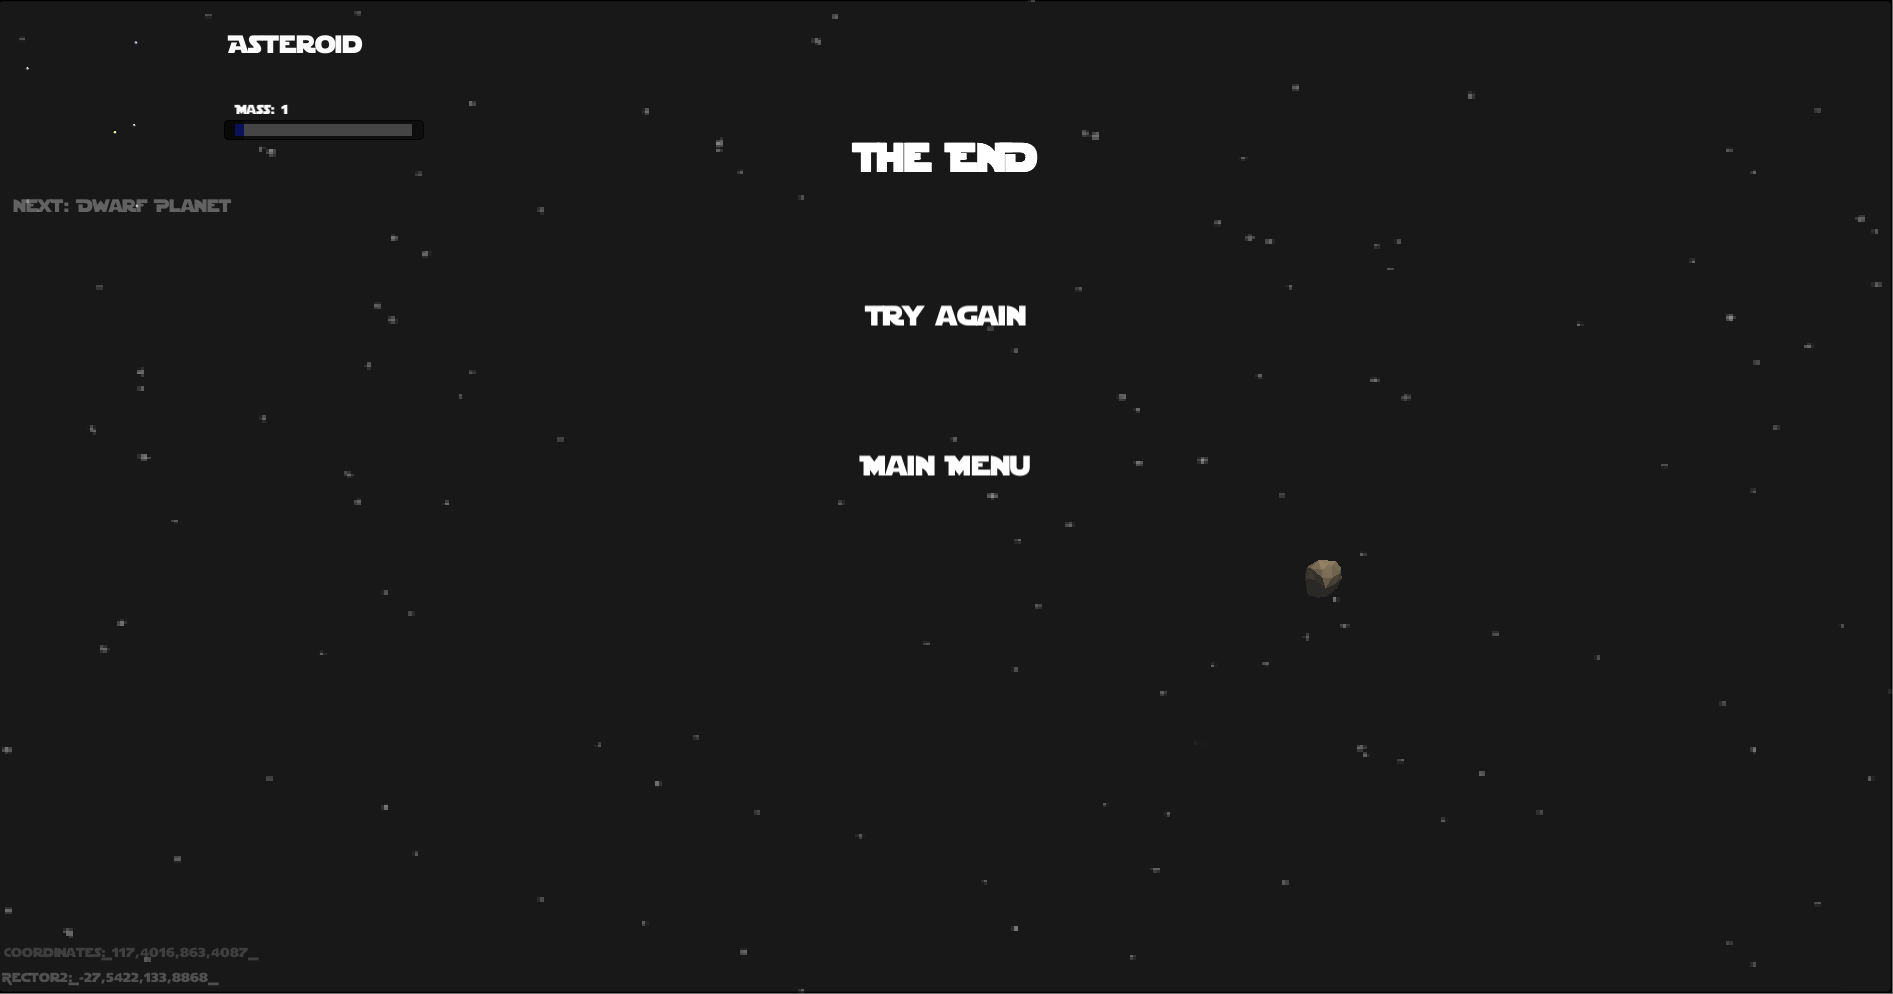 Asteroid
Mass: 1
The End
Next: Dwarf Planet
Try again
Main Menu
Coordinates:_117,4016,863,4087_
Rector2:_-27,5422,133,8868_